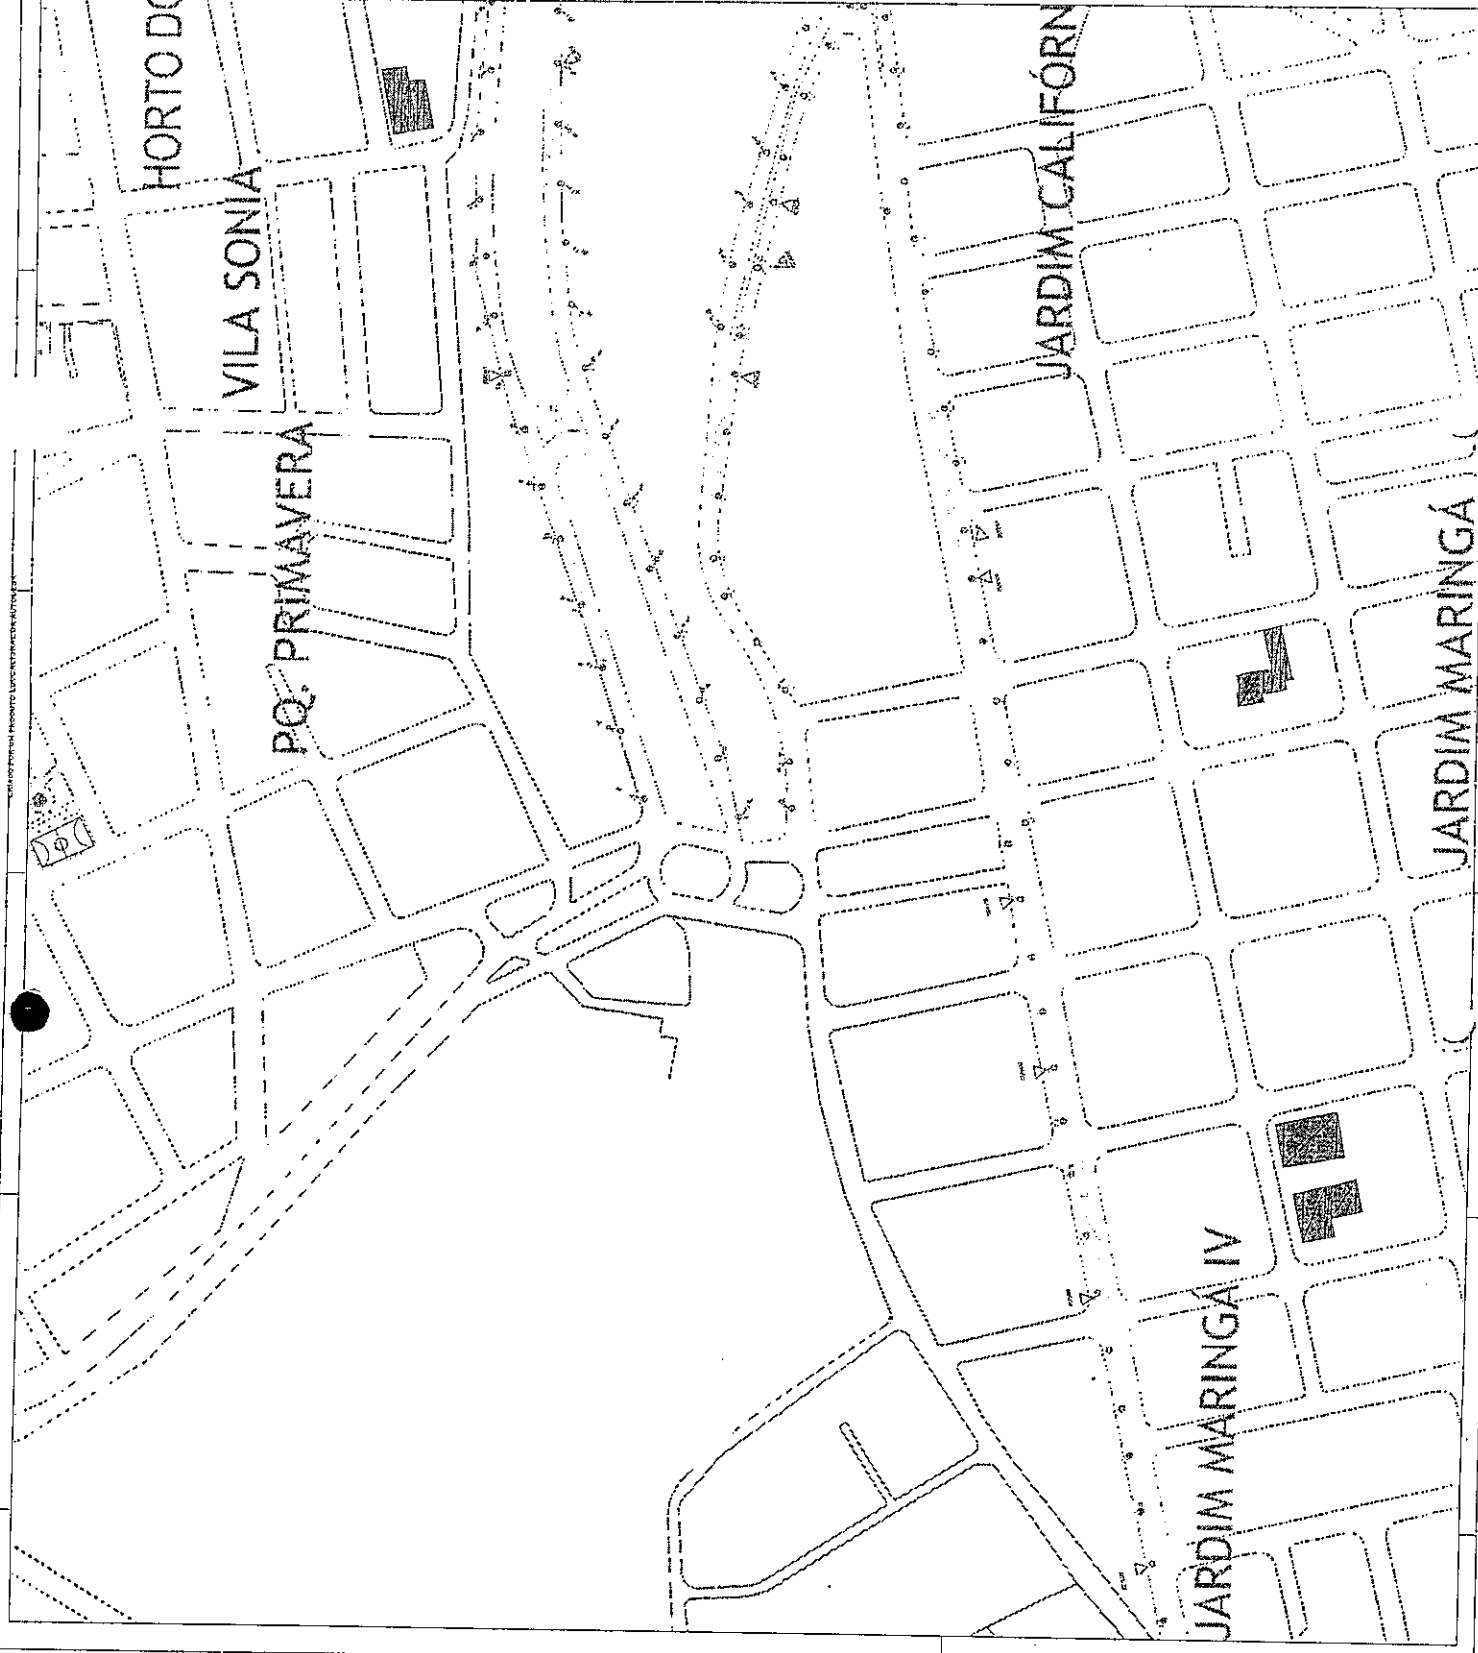 HORTO DO
VILA SONIA
PQ. PRIMAVERA
JARDIM CALIFÓRN
JARDIM MARINGÁ
JARDIM MARINGÁ IV